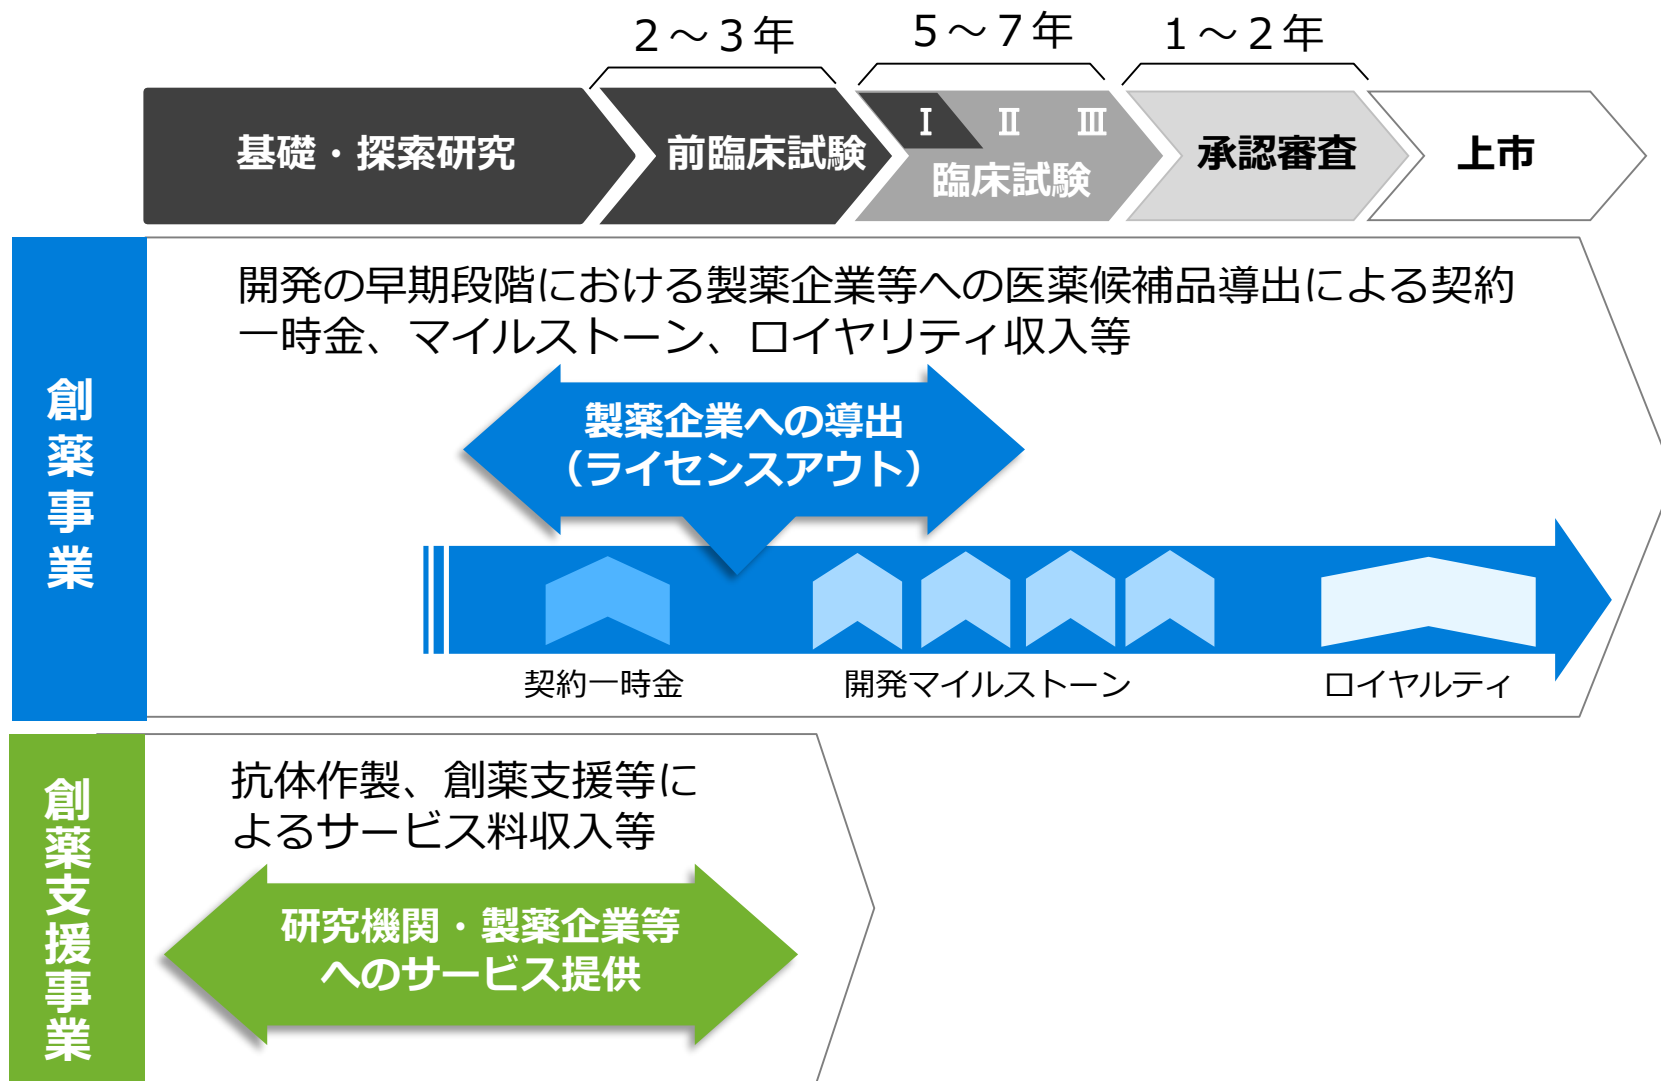 ２～３年
５～７年
１～２年
基礎・探索研究
前臨床試験
Ⅰ Ⅱ Ⅲ
臨床試験
承認審査
上市
創薬事業
開発の早期段階における製薬企業等への医薬候補品導出による契約
一時金、マイルストーン、ロイヤリティ収入等
製薬企業への導出
（ライセンスアウト）
契約一時金
開発マイルストーン
ロイヤルティ
創薬支援事業
抗体作製、創薬支援等に
よるサービス料収入等
研究機関・製薬企業等
へのサービス提供